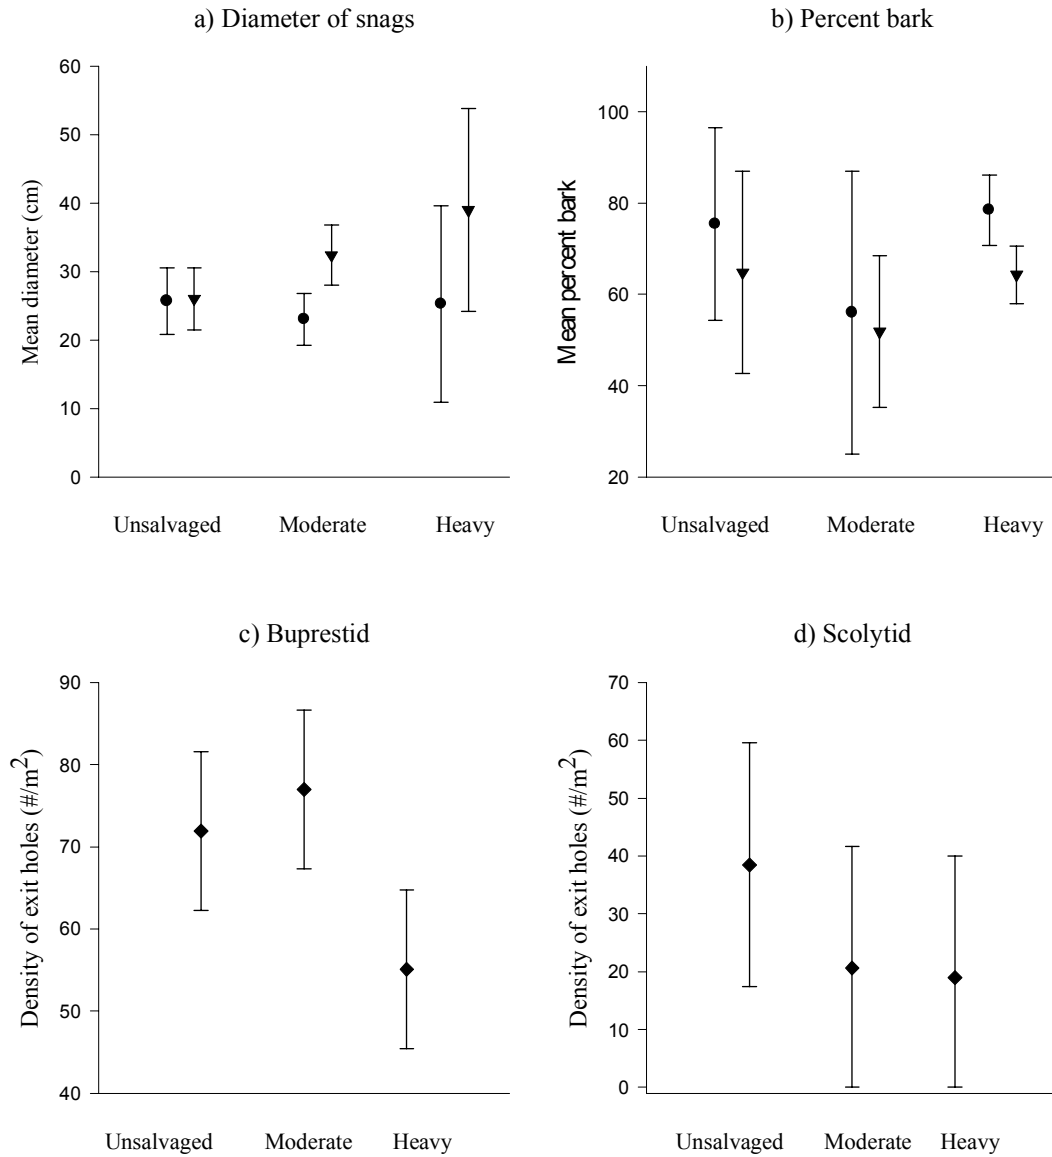 a) Diameter of snags
Mean diameter (cm)
60
50
40
30
20
10
0
Unsalvaged Moderate Heavy
b) Percent bark
Mean percent bark
100
80
60
40
20
Unsalvaged Moderate Heavy
c) Buprestid
Density of exit holes (#/m²)
90
80
70
60
50
40
Unsalvaged Moderate Heavy
d) Scolytid
Density of exit holes (#/m²)
70
60
50
40
30
20
10
0
Unsalvaged Moderate Heavy